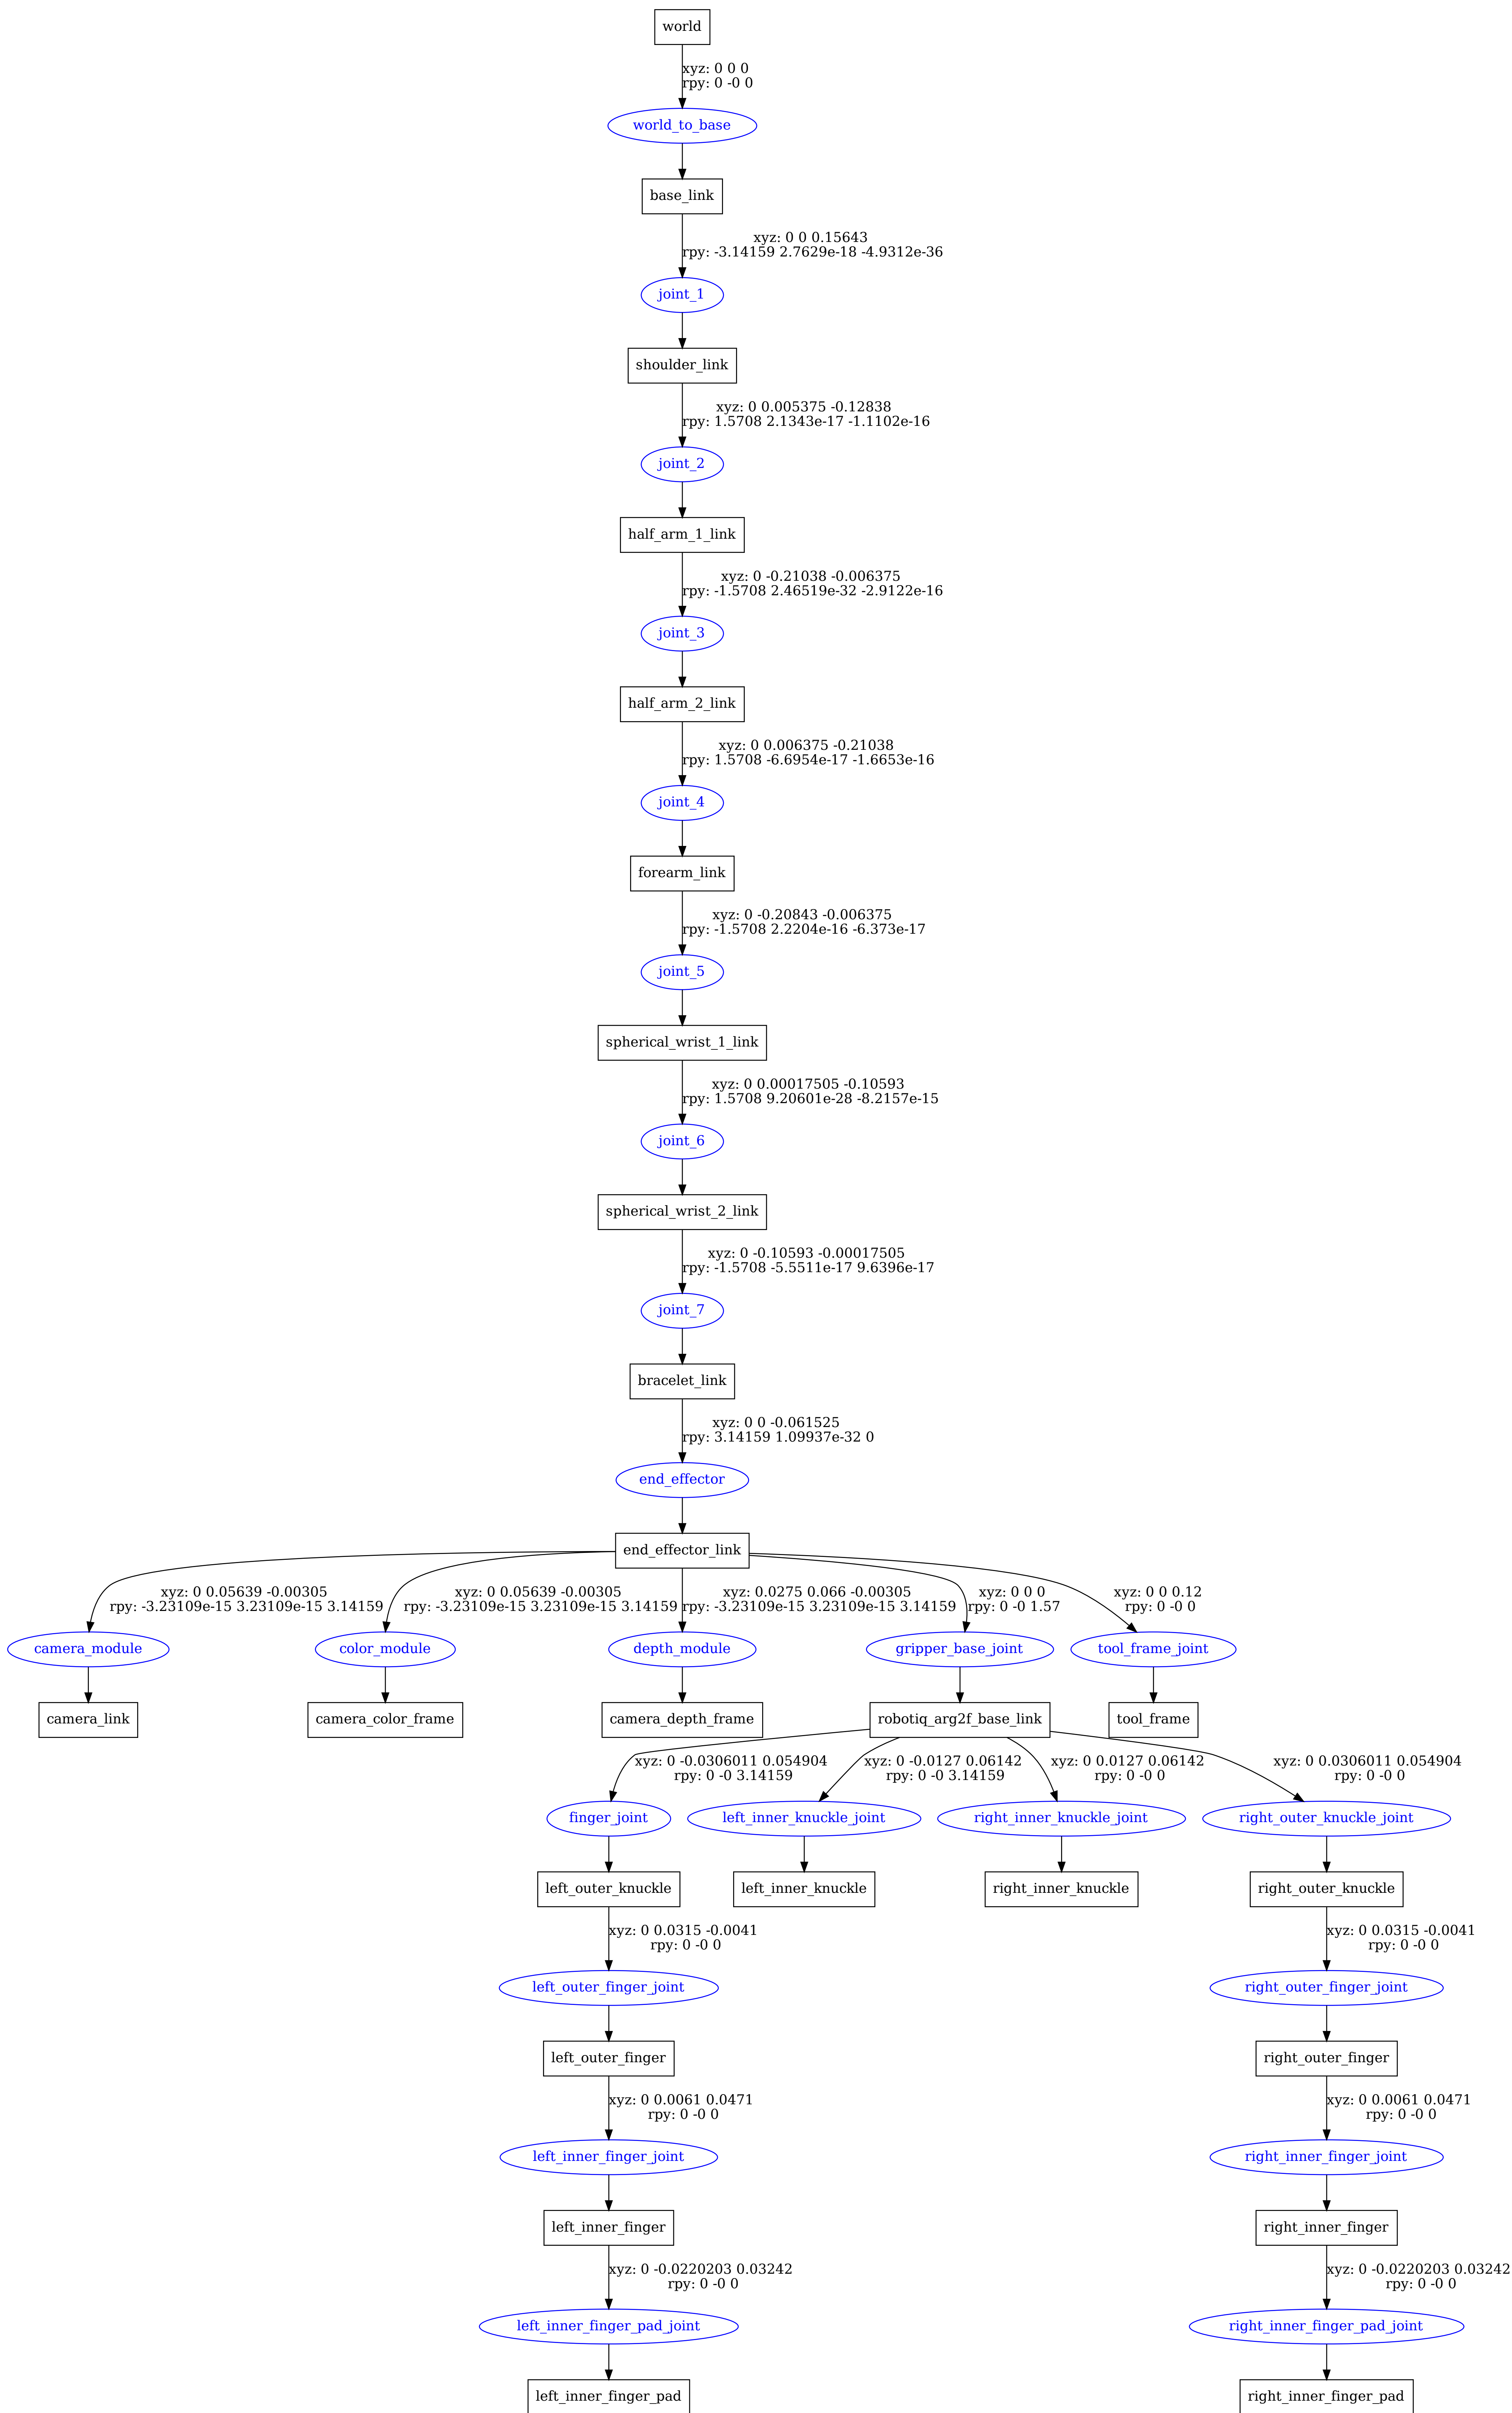 world
xyz: 0 0 0
rpy: 0 -0 0
world_to_base
base_link
xyz: 0 0 0.15643
rpy: -3.14159 2.7629e-18 -4.9312e-36
joint_1
shoulder_link
xyz: 0 0.005375 -0.12838
rpy: 1.5708 2.1343e-17 -1.1102e-16
joint_2
half_arm_1_link
xyz: 0 -0.21038 -0.006375
rpy: -1.5708 2.46519e-32 -2.9122e-16
joint_3
half_arm_2_link
xyz: 0 0.006375 -0.21038
rpy: 1.5708 -6.6954e-17 -1.6653e-16
joint_4
forearm_link
xyz: 0 -0.20843 -0.006375
rpy: -1.5708 2.2204e-16 -6.373e-17
joint_5
spherical_wrist_1_link
xyz: 0 0.00017505 -0.10593
rpy: 1.5708 9.20601e-28 -8.2157e-15
joint_6
spherical_wrist_2_link
xyz: 0 -0.10593 -0.00017505
rpy: -1.5708 -5.5511e-17 9.6396e-17
joint_7
bracelet_link
xyz: 0 0 -0.061525
rpy: 3.14159 1.09937e-32 0
end_effector
end_effector_link
xyz: 0 0.05639 -0.00305
rpy: -3.23109e-15 3.23109e-15 3.14159
xyz: 0 0.05639 -0.00305
rpy: -3.23109e-15 3.23109e-15 3.14159
xyz: 0.0275 0.066 -0.00305
rpy: -3.23109e-15 3.23109e-15 3.14159
xyz: 0 0 0
rpy: 0 -0 1.57
xyz: 0 0 0.12
rpy: 0 -0 0
camera_module
color_module
depth_module
gripper_base_joint
tool_frame_joint
camera_link
camera_color_frame
camera_depth_frame
robotiq_arg2f_base_link
tool_frame
xyz: 0 -0.0306011 0.054904
rpy: 0 -0 3.14159
xyz: 0 -0.0127 0.06142
rpy: 0 -0 3.14159
xyz: 0 0.0127 0.06142
rpy: 0 -0 0
xyz: 0 0.0306011 0.054904
rpy: 0 -0 0
finger_joint
left_inner_knuckle_joint
right_inner_knuckle_joint
right_outer_knuckle_joint
left_outer_knuckle
left_inner_knuckle
right_inner_knuckle
right_outer_knuckle
xyz: 0 0.0315 -0.0041
rpy: 0 -0 0
xyz: 0 0.0315 -0.0041
rpy: 0 -0 0
left_outer_finger_joint
right_outer_finger_joint
left_outer_finger
right_outer_finger
xyz: 0 0.0061 0.0471
rpy: 0 -0 0
xyz: 0 0.0061 0.0471
rpy: 0 -0 0
left_inner_finger_joint
right_inner_finger_joint
left_inner_finger
right_inner_finger
xyz: 0 -0.0220203 0.03242
rpy: 0 -0 0
xyz: 0 -0.0220203 0.03242
rpy: 0 -0 0
left_inner_finger_pad_joint
right_inner_finger_pad_joint
left_inner_finger_pad
right_inner_finger_pad